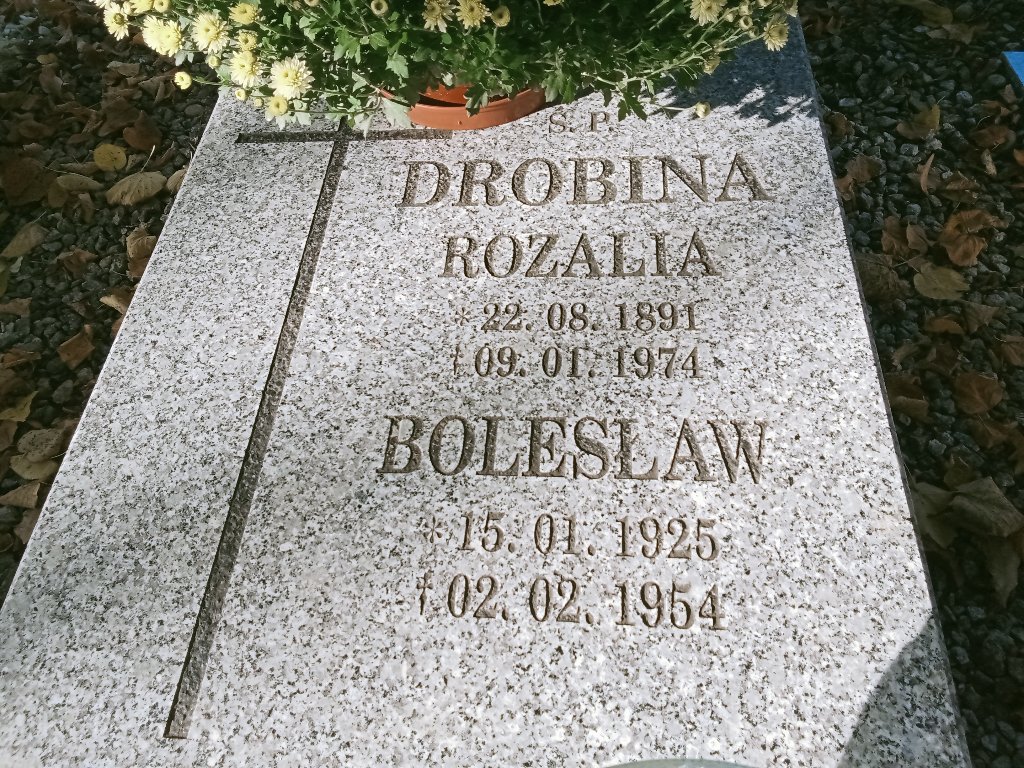 Ś. P.
DROBINA
ROZALIA
* 22. 08. 1891
† 09. 01. 1974
BOLESŁAW
* 15. 01. 1925
† 02. 02. 1954